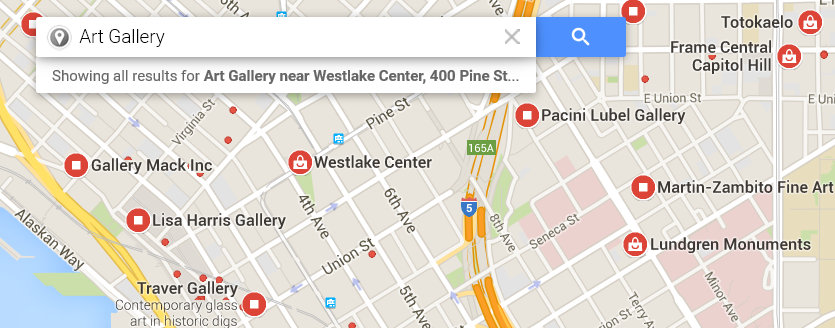 Art Gallery
Showing all results for Art Gallery near Westlake Center, 400 Pine St...
Totokaelo
Frame Central
Capitol Hill
E Union St
E Union St
Pine St
Virginia St
Pacini Lubel Gallery
165A
Gallery Mack Inc
Westlake Center
Martin-Zambito Fine Art
4th Ave
6th Ave
5
8th Ave
Lisa Harris Gallery
Alaskan Way
Seneca St
Lundgren Monuments
Union St
Traver Gallery
Contemporary glass
art in historic digs
5th Ave
Terry Ave
Minor Ave